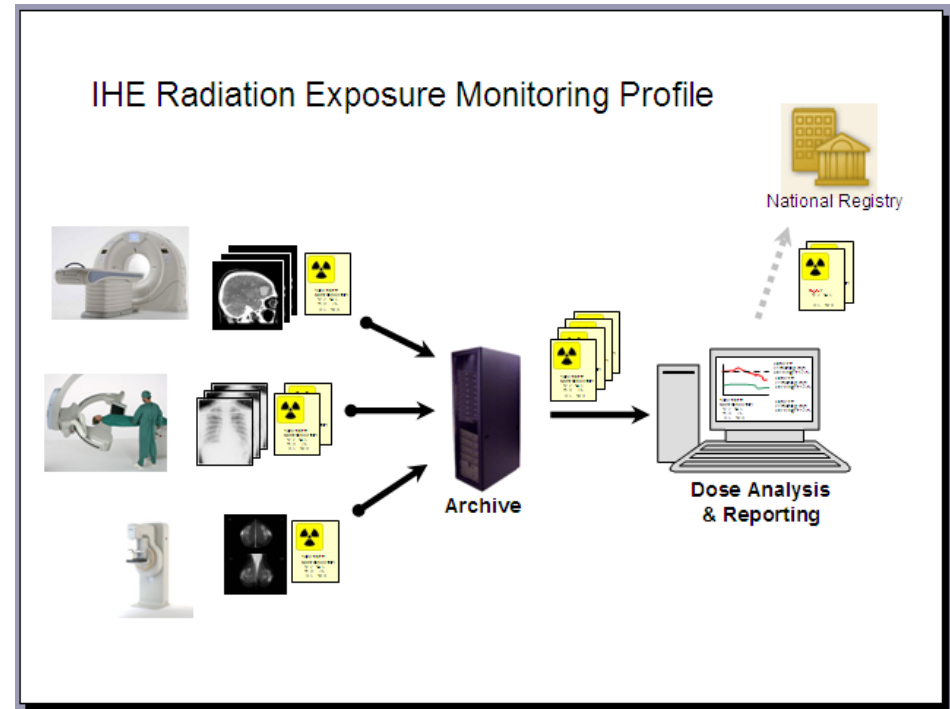 IHE Radiation Exposure Monitoring Profile
National Registry
Archive
Dose Analysis
& Reporting